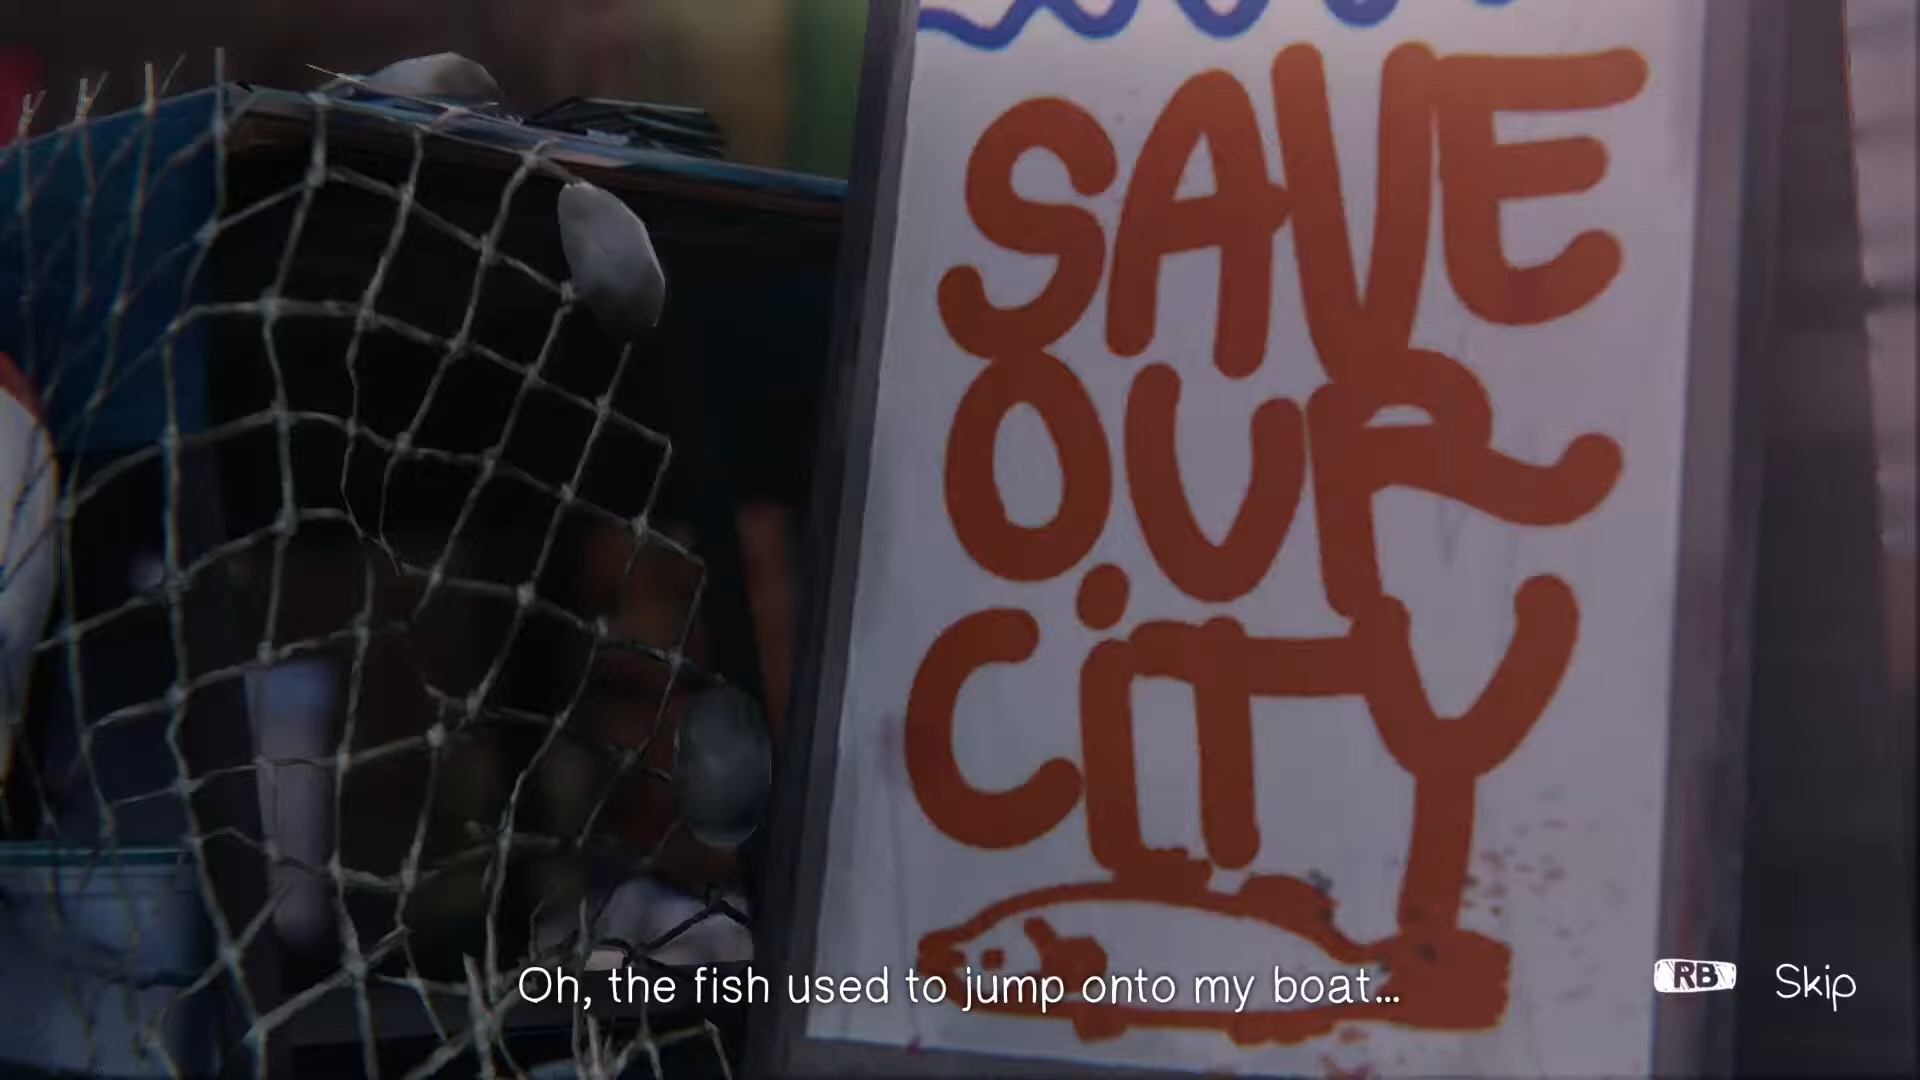 SAVE
OUR
CiTY
Oh, the fish used to jump onto my boat...
RB Skip